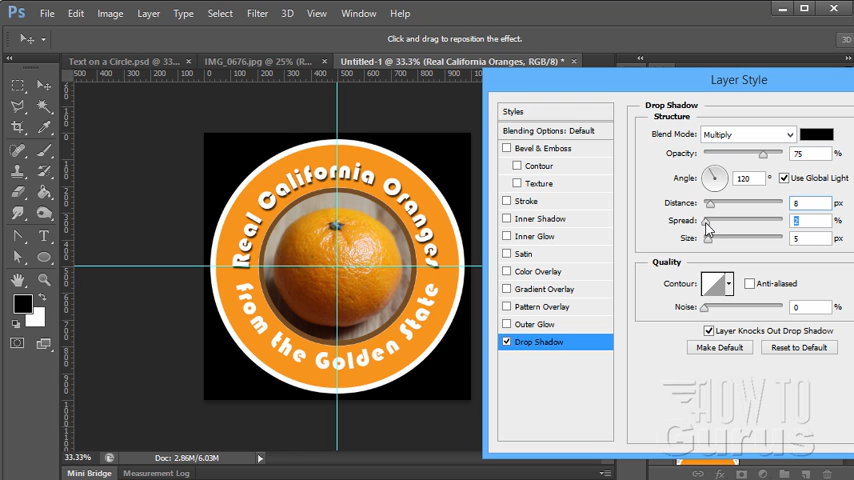 Ps File Edit Image Layer Type Select Filter 3D View Window Help
Click and drag to reposition the effect.
3D
Text on a Circle.psd @ 33.... × IMG_0676.jpg @ 25% (R... × Untitled-1 @ 33.3% (Real California Oranges, RGB/8) * ×
Layer Style
Styles
Blending Options: Default
Bevel & Emboss
Contour
Texture
Stroke
Inner Shadow
Inner Glow
Satin
Color Overlay
Gradient Overlay
Pattern Overlay
Outer Glow
Drop Shadow
Drop Shadow
Structure
Blend Mode: Multiply
Opacity: 75 %
Angle: 120 ° Use Global Light
Distance: 8 px
Spread: 2 %
Size: 5 px
Quality
Contour: Anti-aliased
Noise: 0 %
Layer Knocks Out Drop Shadow
Make Default Reset to Default
Real California Oranges
from the Golden State
HOW TO
Gurus
33.33% Doc: 2.86M/6.03M
Mini Bridge Measurement Log